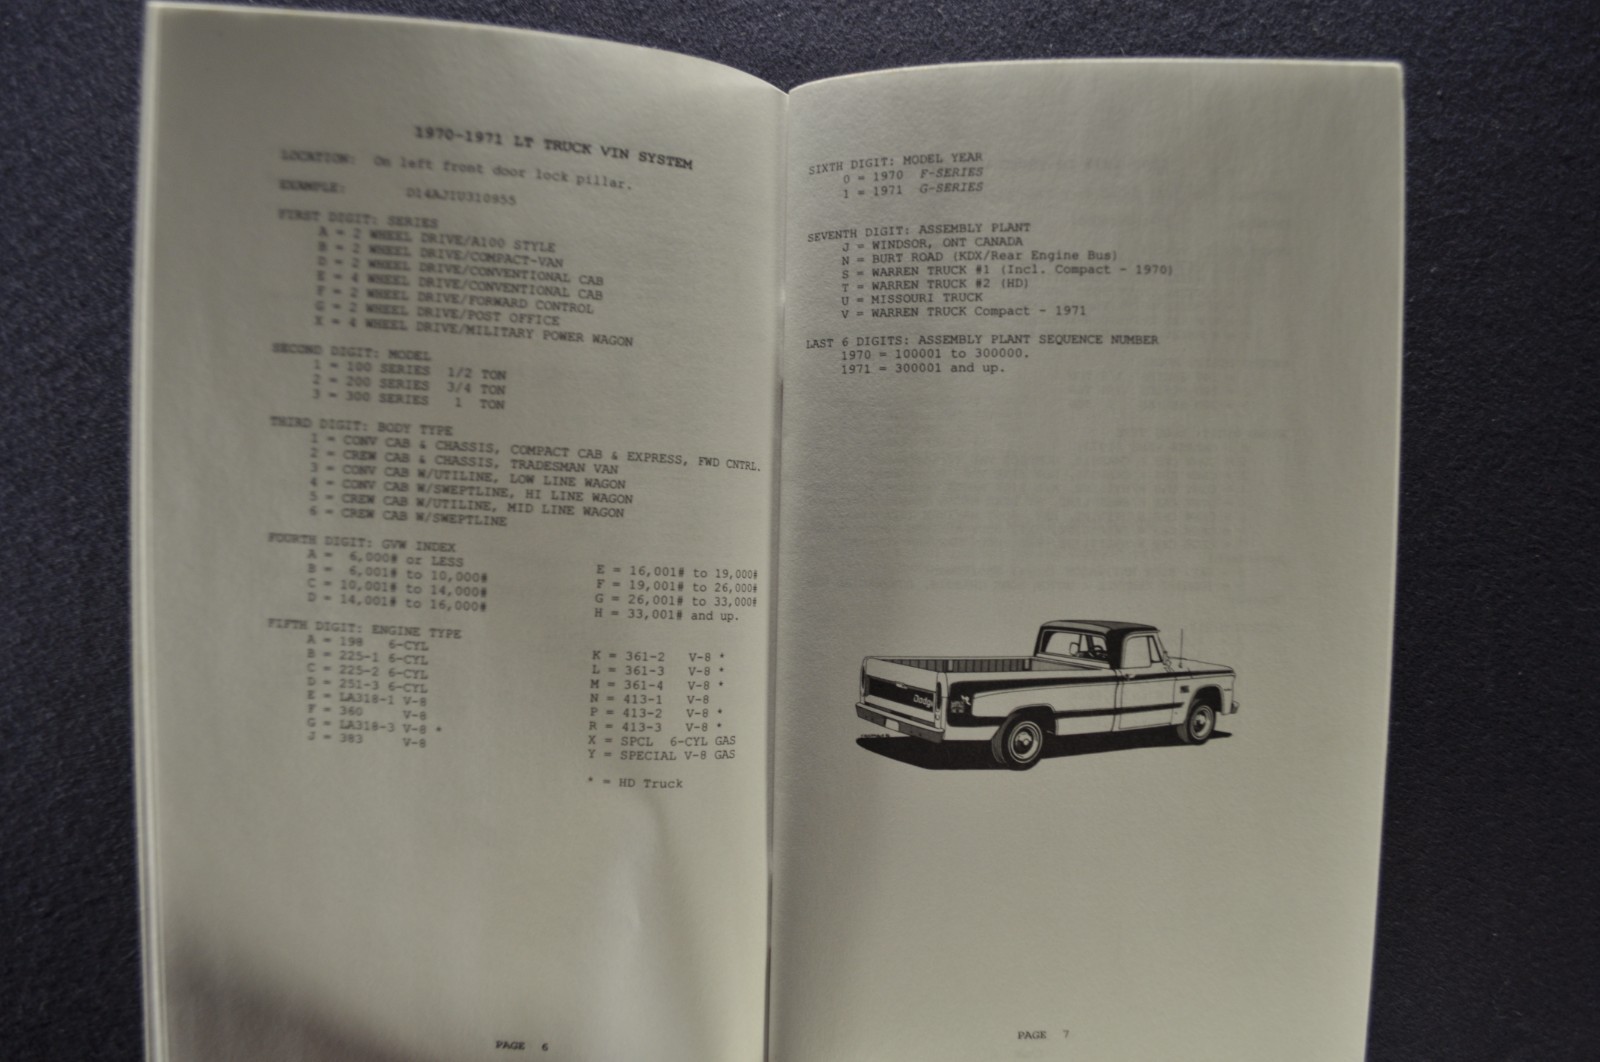 1970-1971 LT TRUCK VIN SYSTEM
LOCATION: On left front door lock pillar.
EXAMPLE: D14AJ1U310955
FIRST DIGIT: SERIES
A = 2 WHEEL DRIVE/A100 STYLE
B = 2 WHEEL DRIVE/COMPACT-VAN
D = 2 WHEEL DRIVE/CONVENTIONAL CAB
E = 4 WHEEL DRIVE/CONVENTIONAL CAB
F = 2 WHEEL DRIVE/FORWARD CONTROL
G = 2 WHEEL DRIVE/POST OFFICE
X = 4 WHEEL DRIVE/MILITARY POWER WAGON
SECOND DIGIT: MODEL
1 = 100 SERIES 1/2 TON
2 = 200 SERIES 3/4 TON
3 = 300 SERIES 1 TON
THIRD DIGIT: BODY TYPE
1 = CONV CAB & CHASSIS, COMPACT CAB & EXPRESS, FWD CNTRL.
2 = CREW CAB & CHASSIS, TRADESMAN VAN
3 = CONV CAB W/UTILINE, LOW LINE WAGON
4 = CONV CAB W/SWEPTLINE, HI LINE WAGON
5 = CREW CAB W/UTILINE, MID LINE WAGON
6 = CREW CAB W/SWEPTLINE
FOURTH DIGIT: GVW INDEX
A = 6,000# or LESS
B = 6,001# to 10,000#
C = 10,001# to 14,000#
D = 14,001# to 16,000#
E = 16,001# to 19,000#
F = 19,001# to 26,000#
G = 26,001# to 33,000#
H = 33,001# and up.
FIFTH DIGIT: ENGINE TYPE
A = 198 6-CYL
B = 225-1 6-CYL
C = 225-2 6-CYL
D = 251-3 6-CYL
E = LA318-1 V-8
F = 360 V-8
G = LA318-3 V-8 *
J = 383 V-8
K = 361-2 V-8 *
L = 361-3 V-8 *
M = 361-4 V-8 *
N = 413-1 V-8
P = 413-2 V-8 *
R = 413-3 V-8 *
X = SPCL 6-CYL GAS
Y = SPECIAL V-8 GAS
* = HD Truck
PAGE 6
SIXTH DIGIT: MODEL YEAR
0 = 1970 F-SERIES
1 = 1971 G-SERIES
SEVENTH DIGIT: ASSEMBLY PLANT
J = WINDSOR, ONT CANADA
N = BURT ROAD (KDX/Rear Engine Bus)
S = WARREN TRUCK #1 (Incl. Compact - 1970)
T = WARREN TRUCK #2 (HD)
U = MISSOURI TRUCK
V = WARREN TRUCK Compact - 1971
LAST 6 DIGITS: ASSEMBLY PLANT SEQUENCE NUMBER
1970 = 100001 to 300000.
1971 = 300001 and up.
Dodge
PAGE 7